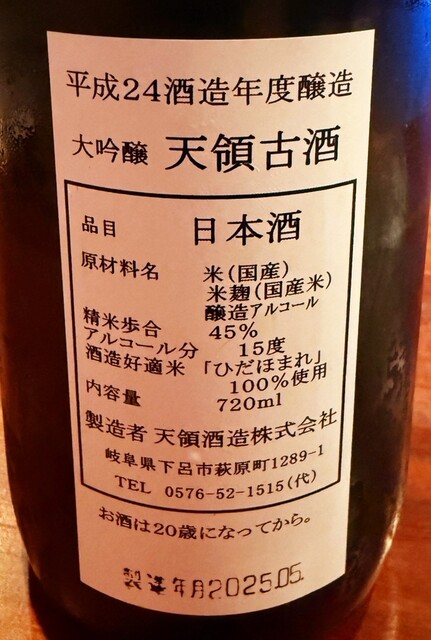 平成24酒造年度醸造
大吟醸 天領古酒
品目 日本酒
原材料名 米(国産)
米麹(国産米)
醸造アルコール
精米歩合 45%
アルコール分 15度
酒造好適米 「ひだほまれ」
100%使用
内容量 720ml
製造者 天領酒造株式会社
岐阜県下呂市萩原町1289-1
TEL 0576-52-1515(代)
お酒は20歳になってから。
製造年月2025.05.